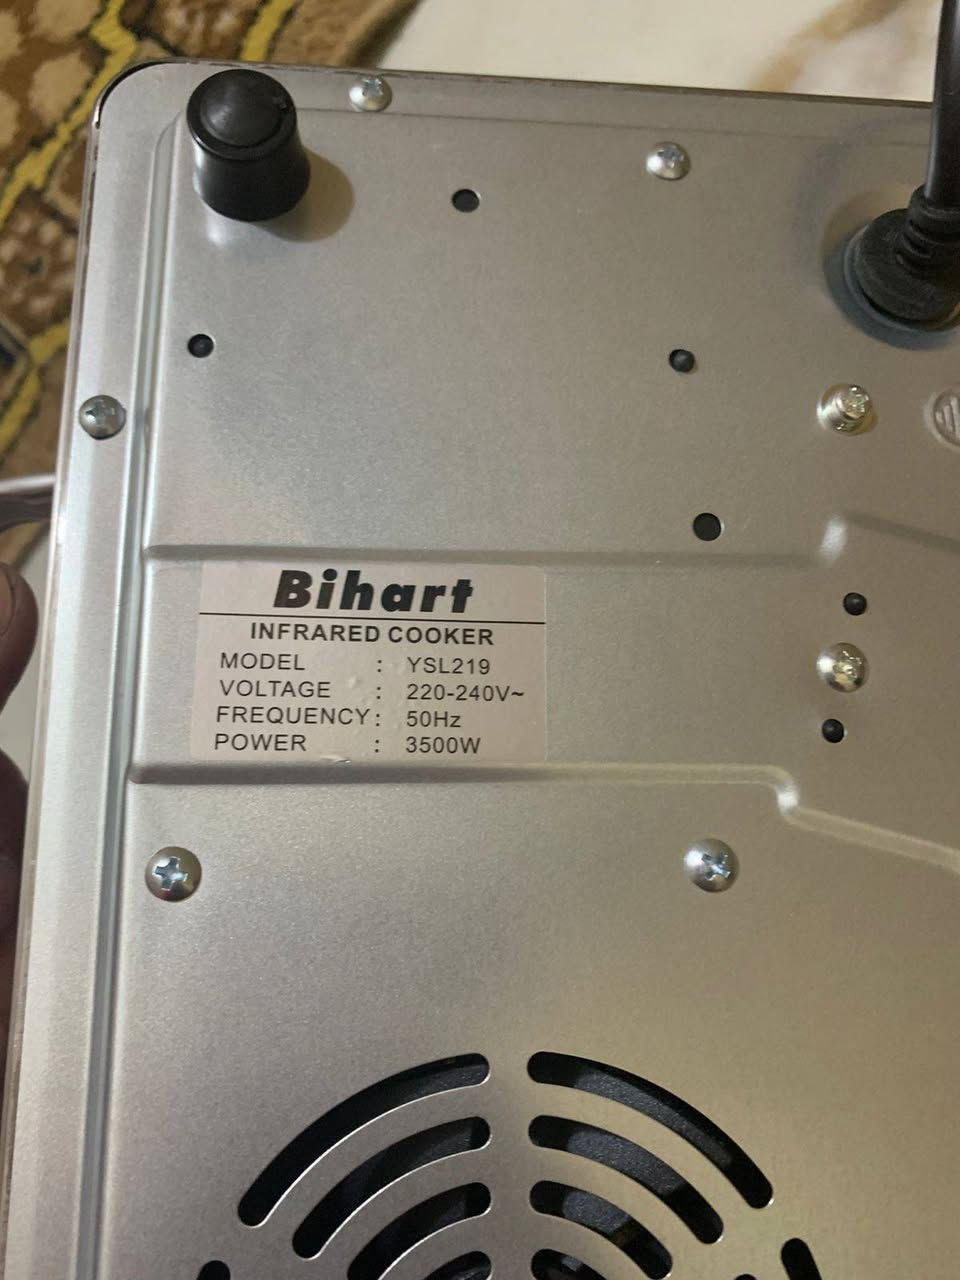 Bihart
INFRARED COOKER
MODEL : YSL219
VOLTAGE : 220-240V~
FREQUENCY : 50Hz
POWER : 3500W